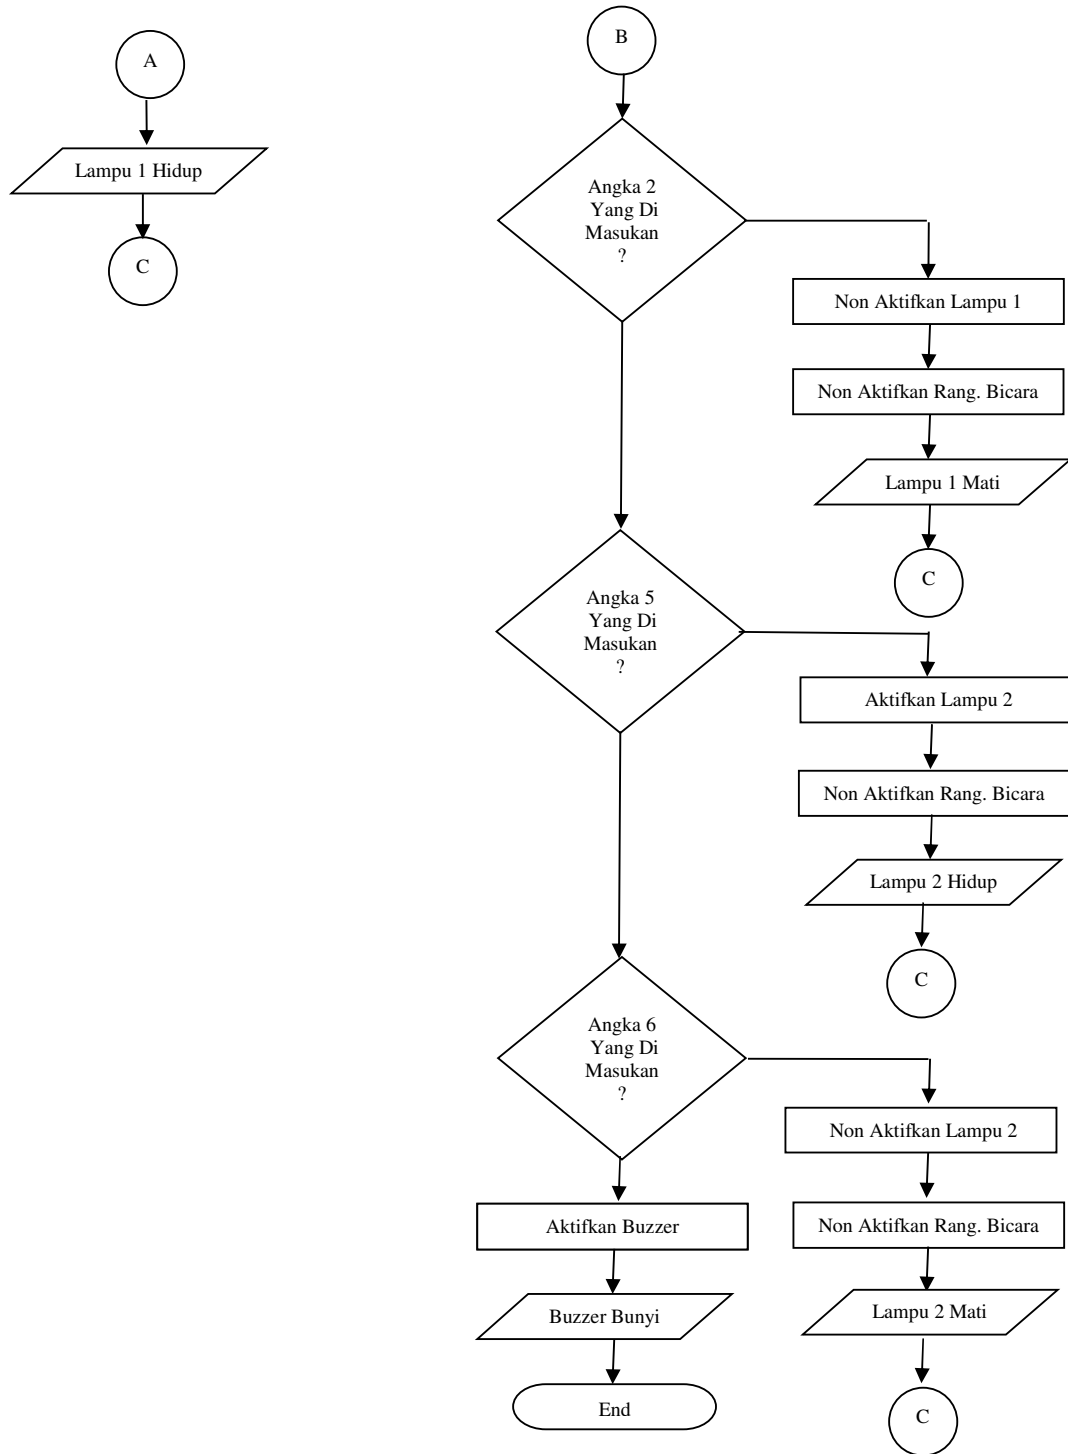 A
Lampu 1 Hidup
C
B
Angka 2
Yang Di
Masukan
?
Non Aktifkan Lampu 1
Non Aktifkan Rang. Bicara
Lampu 1 Mati
C
Angka 5
Yang Di
Masukan
?
Aktifkan Lampu 2
Non Aktifkan Rang. Bicara
Lampu 2 Hidup
C
Angka 6
Yang Di
Masukan
?
Non Aktifkan Lampu 2
Non Aktifkan Rang. Bicara
Lampu 2 Mati
C
Aktifkan Buzzer
Buzzer Bunyi
End